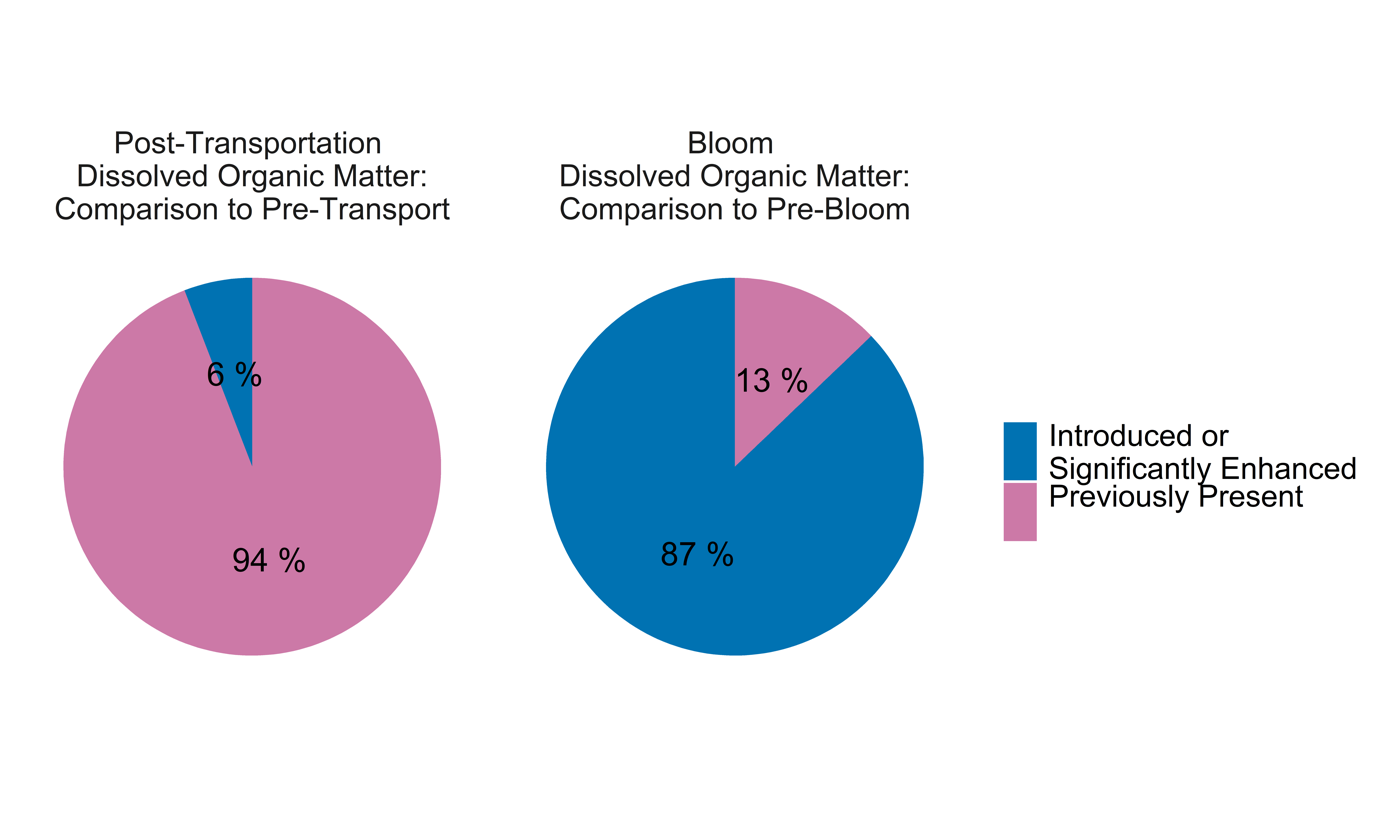 Post-Transportation
Dissolved Organic Matter:
Comparison to Pre-Transport
Bloom
Dissolved Organic Matter:
Comparison to Pre-Bloom
6 %
94 %
13 %
87 %
Introduced or
Significantly Enhanced
Previously Present